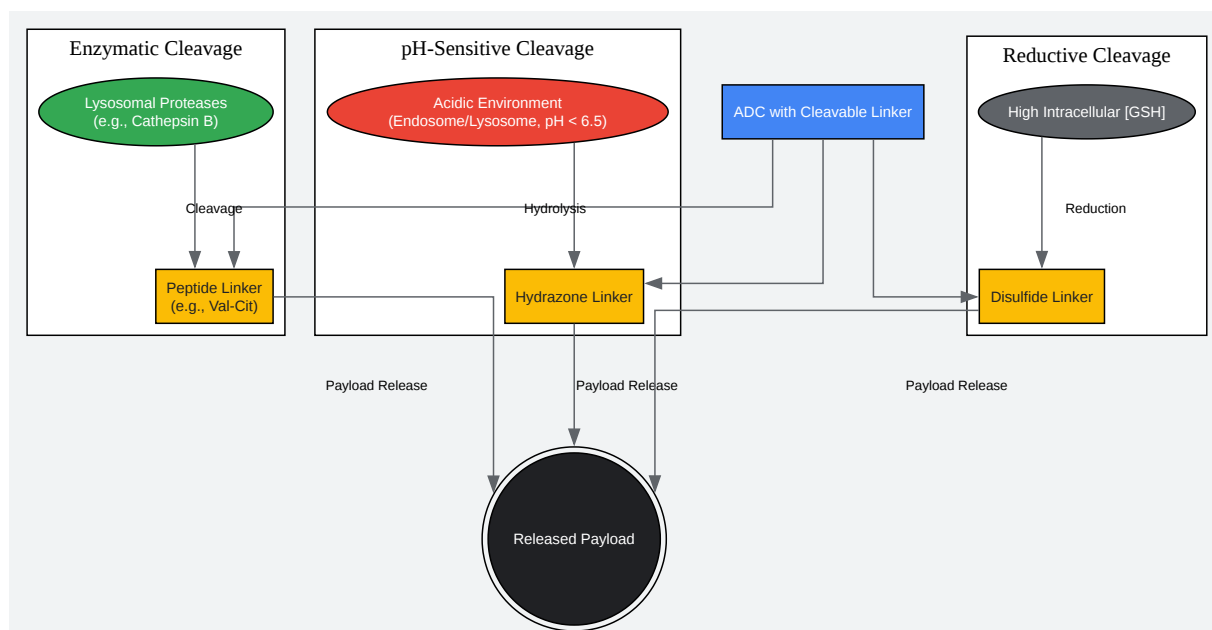 Enzymatic Cleavage
Lysosomal Proteases
(e.g., Cathepsin B)
Cleavage
Peptide Linker
(e.g., Val-Cit)
pH-Sensitive Cleavage
Acidic Environment
(Endosome/Lysosome, pH < 6.5)
Hydrolysis
Hydrazone Linker
ADC with Cleavable Linker
Reductive Cleavage
High Intracellular [GSH]
Reduction
Disulfide Linker
Payload Release
Payload Release
Payload Release
Released Payload